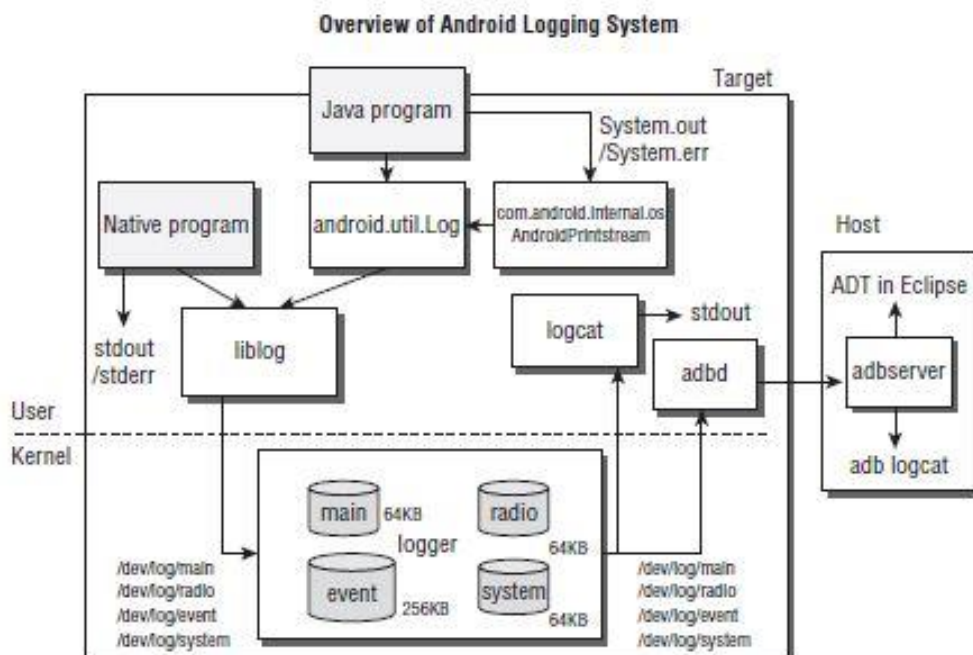 Overview of Android Logging System
Target
Java program
System.out
/System.err
Native program
android.util.Log
com.android.internal.os
AndroidPrintstream
Host
ADT in Eclipse
stdout
/stderr
liblog
logcat
stdout
adbd
adbserver
adb logcat
User
Kernel
main
64KB
radio
64KB
logger
event
256KB
system
64KB
/dev/log/main
/dev/log/radio
/dev/log/event
/dev/log/system
/dev/log/main
/dev/log/radio
/dev/log/event
/dev/log/system